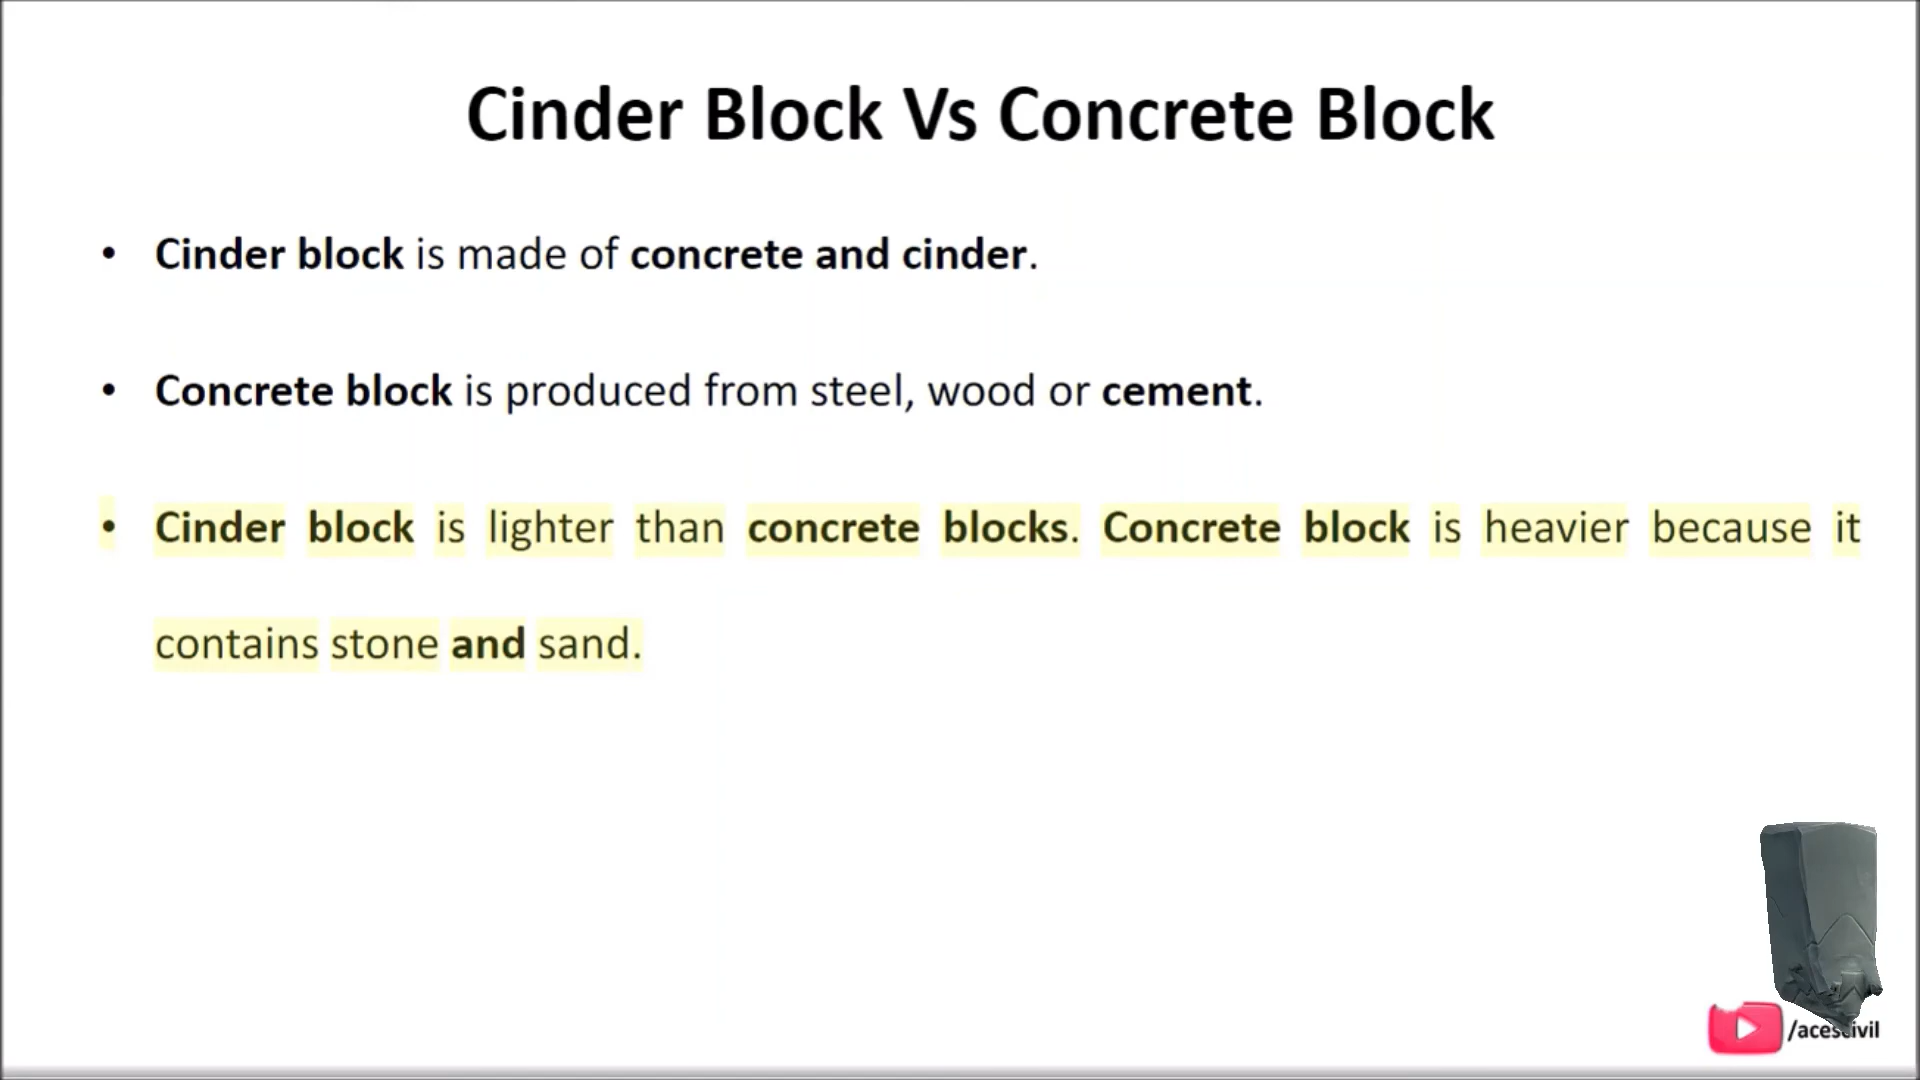 Cinder Block Vs Concrete Block
• Cinder block is made of concrete and cinder.
• Concrete block is produced from steel, wood or cement.
• Cinder block is lighter than concrete blocks. Concrete block is heavier because it
contains stone and sand.
/acescivil